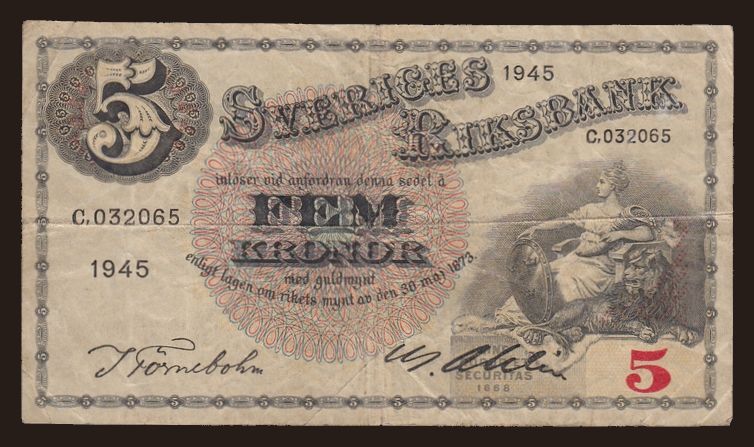 5
SVERIGES
RIKSBANK
1945
C,032065
inlöser vid anfordran denna sedel å
FEM
KRONOR
med guldmynt
enligt lagen om rikets mynt av den 30 maj 1873.
C,032065
1945
J Törnebohm
SECURITAS
1668
5